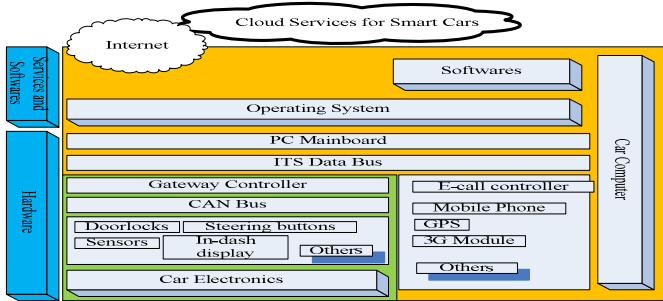 Cloud Services for Smart Cars
Internet
Services and
Softwares
Softwares
Operating System
Car Computer
Hardware
PC Mainboard
ITS Data Bus
Gateway Controller
CAN Bus
Doorlocks
Steering buttons
Sensors
In-dash
display
Others
Car Electronics
E-call controller
Mobile Phone
GPS
3G Module
Others